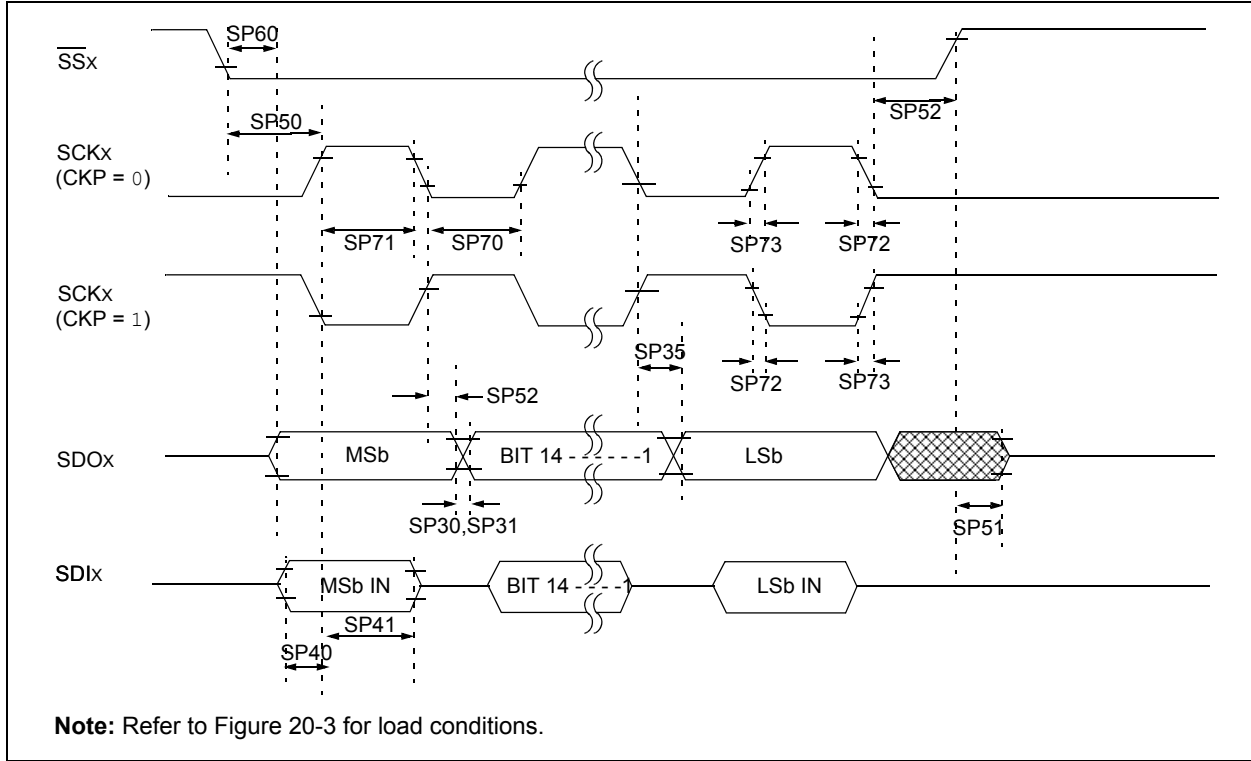 SP60
SSx
SP50
SP52
SCKx
(CKP = 0)
SP71
SP70
SP73
SP72
SCKx
(CKP = 1)
SP35
SP72
SP73
SP52
SDOx
MSb
BIT 14 - - - - - -1
LSb
SP30,SP31
SP51
SDIx
MSb IN
BIT 14 - - - -1
LSb IN
SP41
SP40
Note: Refer to Figure 20-3 for load conditions.